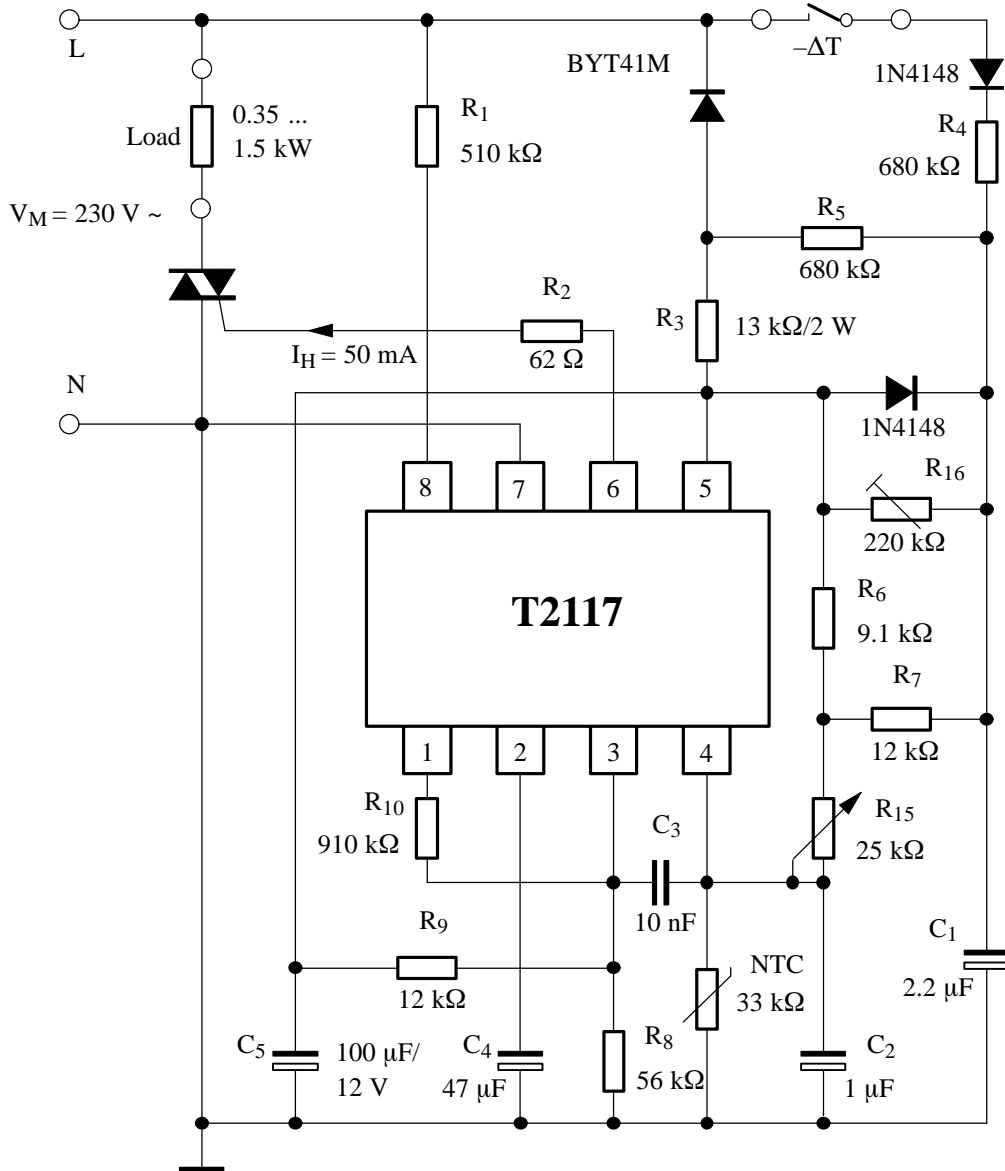 L
–ΔT
BYT41M
1N4148
R1
510 kΩ
0.35 ...
1.5 kW
Load
R4
680 kΩ
VM = 230 V ~
R5
680 kΩ
R2
62 Ω
R3
13 kΩ/2 W
IH = 50 mA
N
1N4148
8
7
6
5
R16
220 kΩ
T2117
R6
9.1 kΩ
R7
12 kΩ
1
2
3
4
R10
910 kΩ
C3
10 nF
R15
25 kΩ
R9
12 kΩ
NTC
33 kΩ
C1
2.2 μF
C5
100 μF/
12 V
C4
47 μF
R8
56 kΩ
C2
1 μF